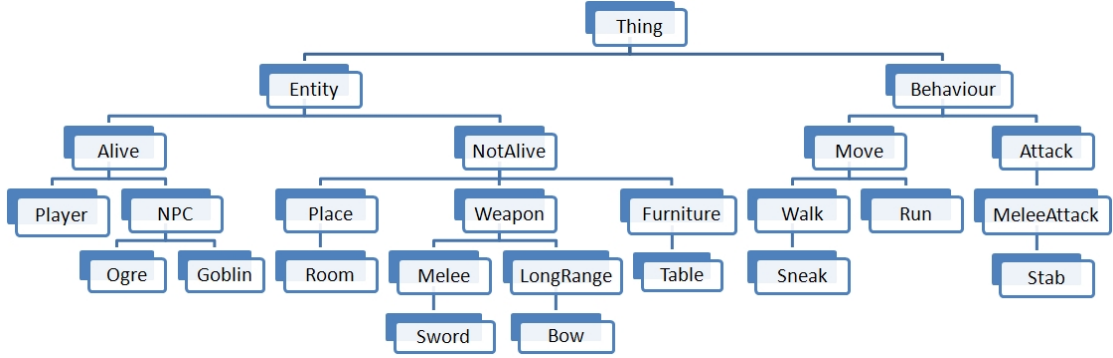 Thing
Entity
Behaviour
Alive
NotAlive
Move
Attack
Player
NPC
Place
Weapon
Furniture
Walk
Run
MeleeAttack
Ogre
Goblin
Room
Melee
LongRange
Table
Sneak
Stab
Sword
Bow